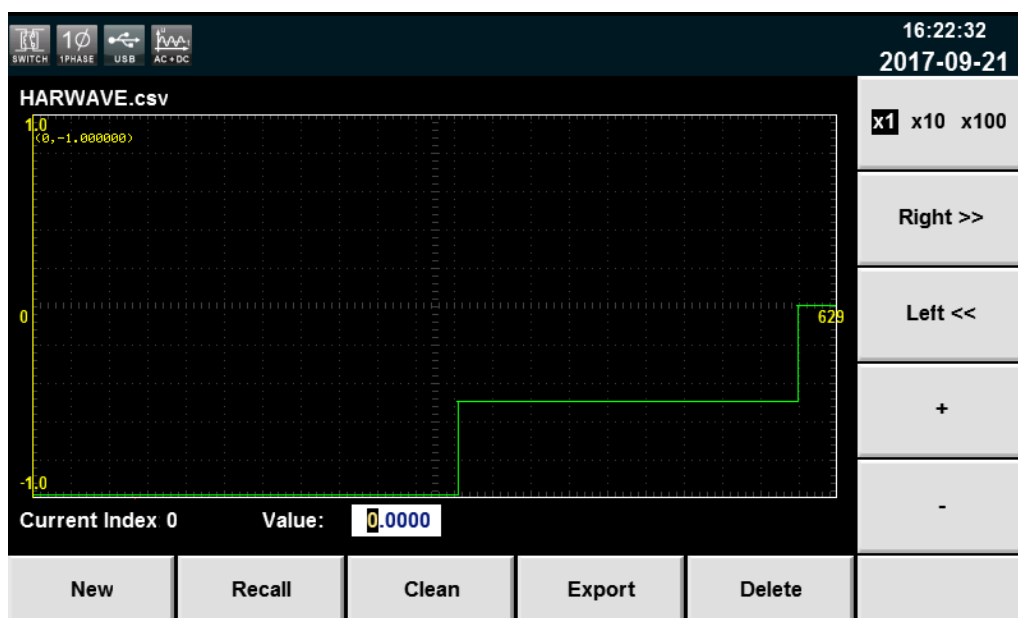 SWITCH 1Ø 1PHASE USB AC+DC
16:22:32
2017-09-21
HARWAVE.csv
1.0
(0,-1.000000)
0
629
-1.0
Current Index 0 Value: 0.0000
x1 x10 x100
Right >>
Left <<
+
-
New Recall Clean Export Delete